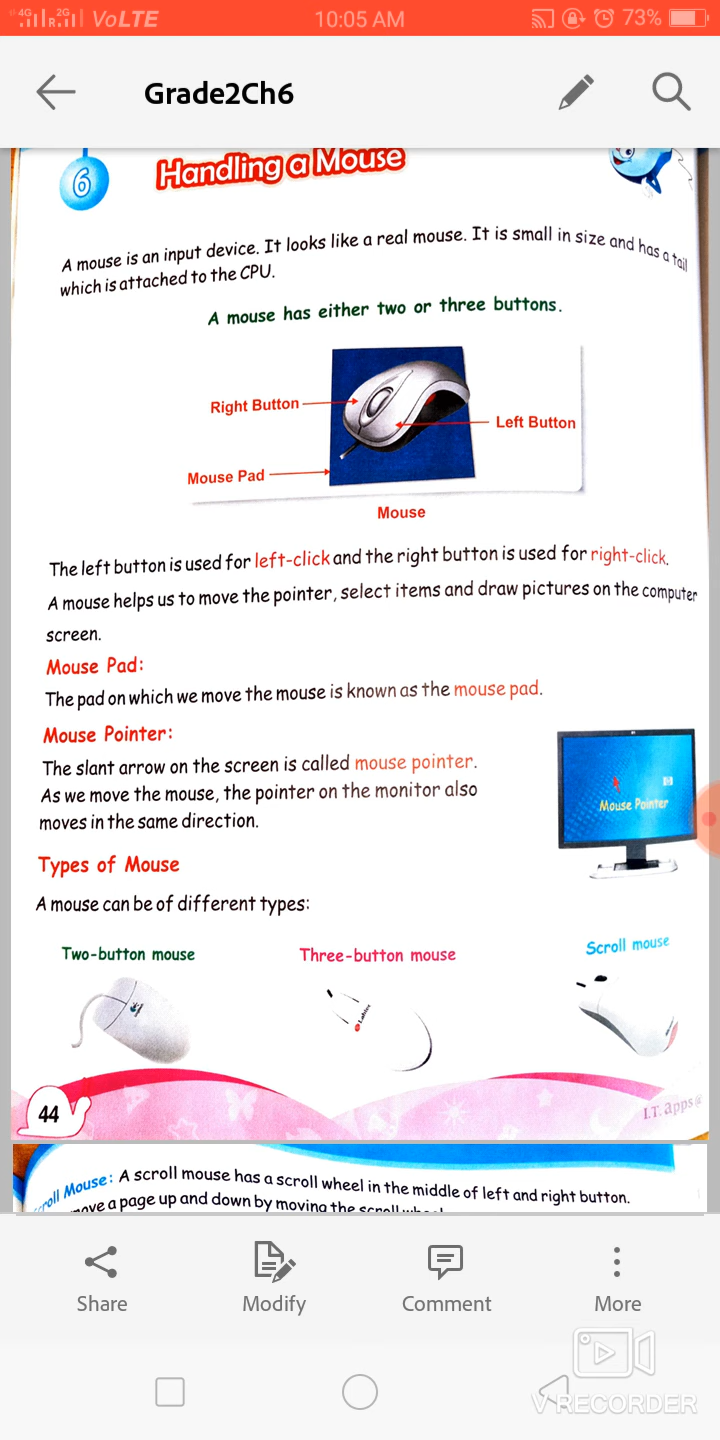 4G R 2G VoLTE 10:05 AM 73%
Grade2Ch6
6 Handling a Mouse
A mouse is an input device. It looks like a real mouse. It is small in size and has a tail
which is attached to the CPU.
A mouse has either two or three buttons.
Right Button
Left Button
Mouse Pad
Mouse
The left button is used for left-click and the right button is used for right-click.
A mouse helps us to move the pointer, select items and draw pictures on the computer
screen.
Mouse Pad:
The pad on which we move the mouse is known as the mouse pad.
Mouse Pointer:
The slant arrow on the screen is called mouse pointer.
As we move the mouse, the pointer on the monitor also
moves in the same direction.
Mouse Pointer
Types of Mouse
A mouse can be of different types:
Two-button mouse Three-button mouse Scroll mouse
Labtec
44
I.T. apps
Mouse: A scroll mouse has a scroll wheel in the middle of left and right button.
a page up and down by moving the
Share Modify Comment More
V RECORDER